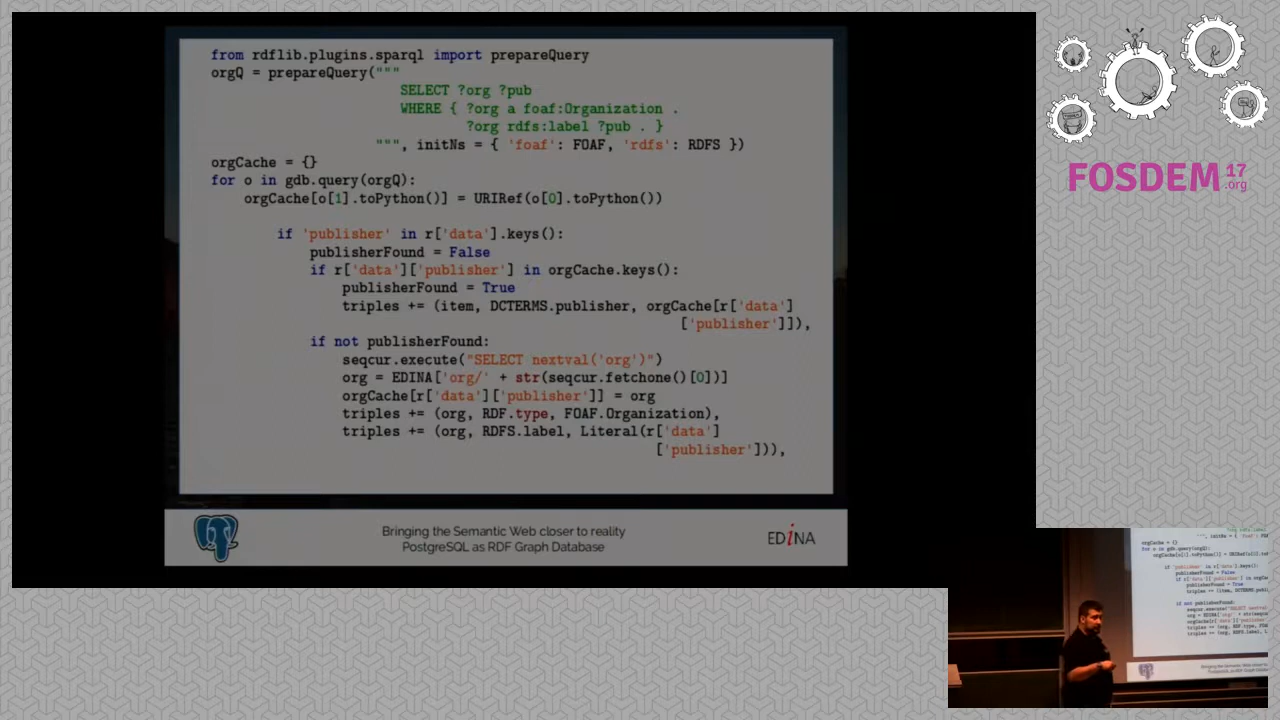 from rdflib.plugins.sparql import prepareQuery
orgQ = prepareQuery("""
SELECT ?org ?pub
WHERE { ?org a foaf:Organization .
?org rdfs:label ?pub . }
""", initNs = { 'foaf': FOAF, 'rdfs': RDFS })
orgCache = {}
for o in gdb.query(orgQ):
orgCache[o[1].toPython()] = URIRef(o[0].toPython())
if 'publisher' in r['data'].keys():
publisherFound = False
if r['data']['publisher'] in orgCache.keys():
publisherFound = True
triples += (item, DCTERMS.publisher, orgCache[r['data']
['publisher']]),
if not publisherFound:
seqcur.execute("SELECT nextval('org')")
org = EDINA['org/' + str(seqcur.fetchone()[0])]
orgCache[r['data']['publisher']] = org
triples += (org, RDF.type, FOAF.Organization),
triples += (org, RDFS.label, Literal(r['data']
['publisher'])),
Bringing the Semantic Web closer to reality
PostgreSQL as RDF Graph Database
EDINA
FOSDEM 17
.org